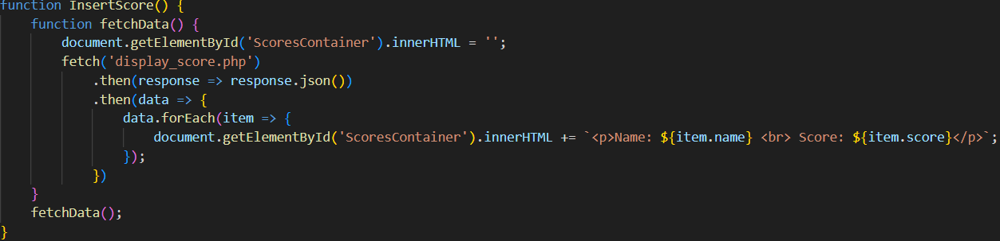 function InsertScore() {
    function fetchData() {
        document.getElementById('ScoresContainer').innerHTML = '';
        fetch('display_score.php')
            .then(response => response.json())
            .then(data => {
                data.forEach(item => {
                    document.getElementById('ScoresContainer').innerHTML += `<p>Name: ${item.name} <br> Score: ${item.score}</p>`;
                });
            })
    }
    fetchData();
}